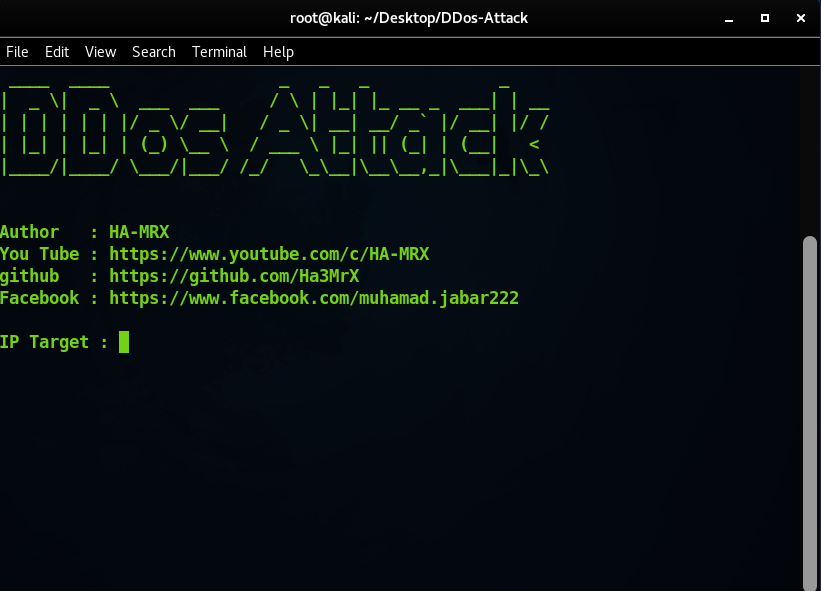 root@kali: ~/Desktop/DDos-Attack
File Edit View Search Terminal Help
DDos Attack
Author : HA-MRX
You Tube : https://www.youtube.com/c/HA-MRX
github : https://github.com/Ha3MrX
Facebook : https://www.facebook.com/muhamad.jabar222
IP Target :